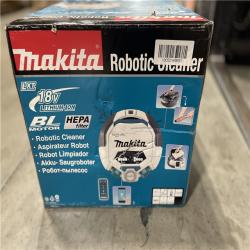 Makita Robotic Cleaner
LXT
18V
LITHIUM-ION
BL
MOTOR
HEPA
filter
- Robotic Cleaner
- Aspirateur Robot
- Robot Limpiador
- Akku- Saugroboter
- Робот-пылесос
Makita